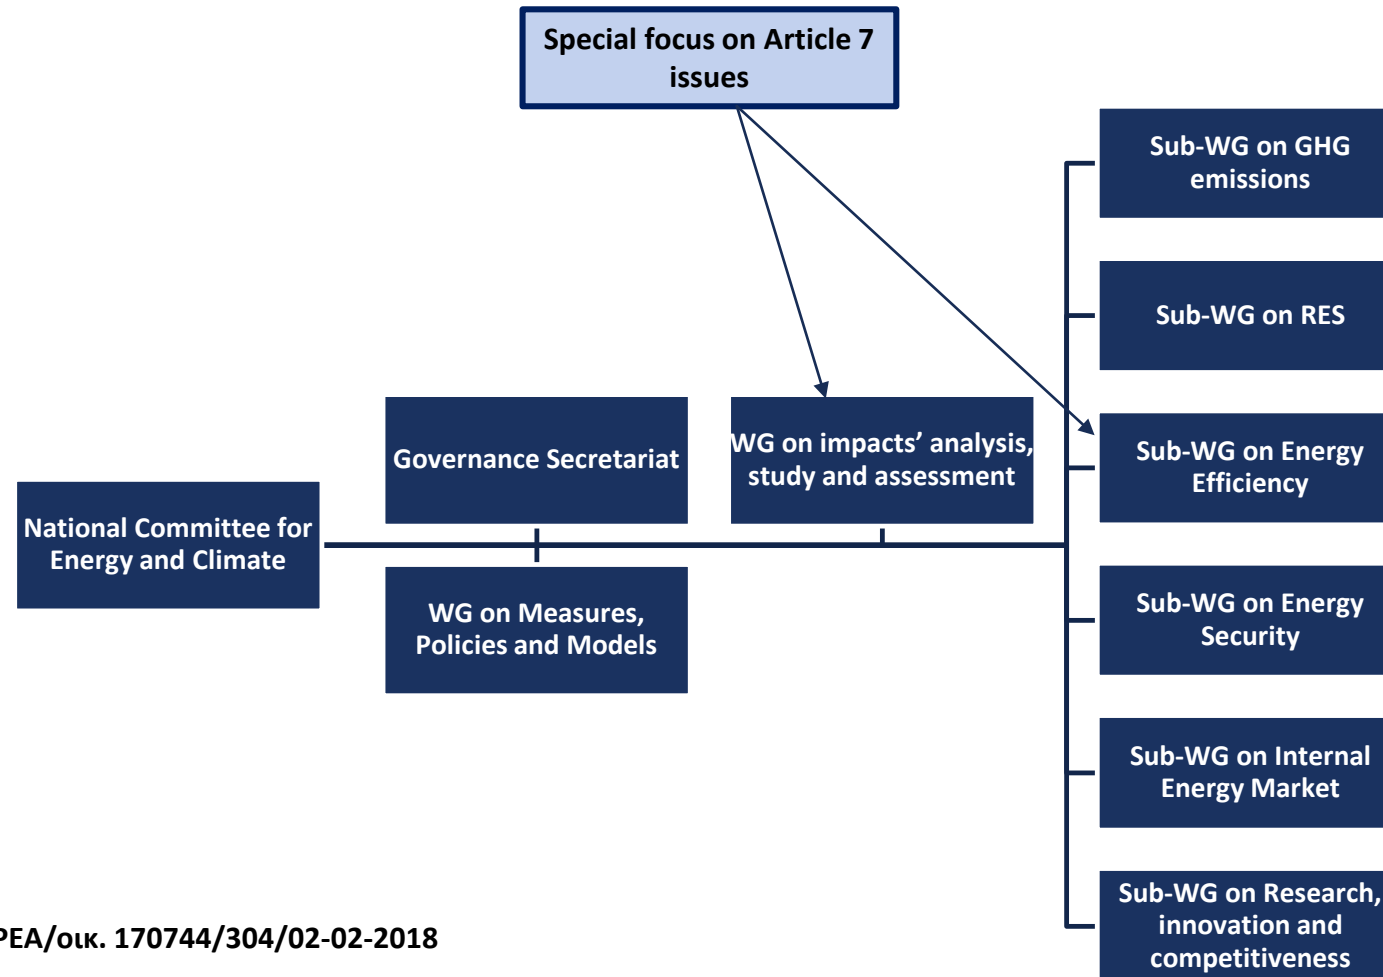 Special focus on Article 7
issues
Sub-WG on GHG
emissions
Sub-WG on RES
Governance Secretariat
WG on impacts’ analysis,
study and assessment
Sub-WG on Energy
Efficiency
National Committee for
Energy and Climate
WG on Measures,
Policies and Models
Sub-WG on Energy
Security
Sub-WG on Internal
Energy Market
Sub-WG on Research,
innovation and
competitiveness
ΡΕΑ/οικ. 170744/304/02-02-2018